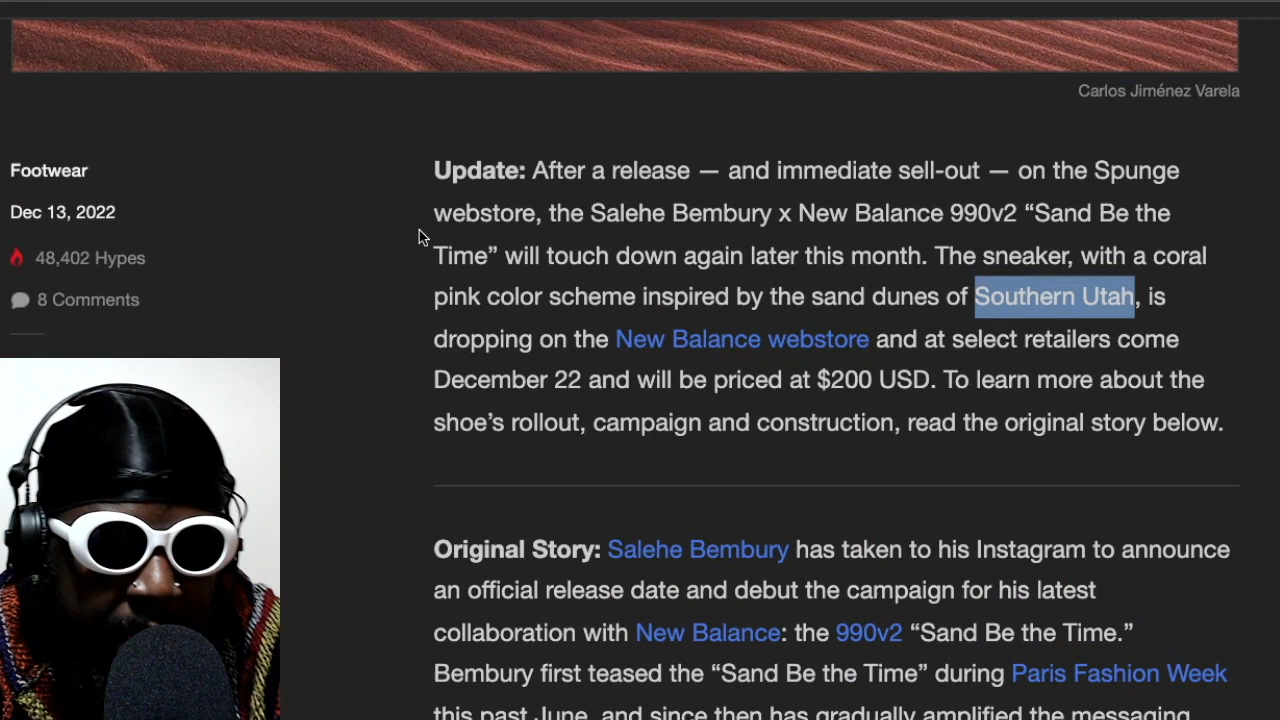 Carlos Jiménez Varela
Footwear
Dec 13, 2022
48,402 Hypes
8 Comments
Update: After a release — and immediate sell-out — on the Spunge
webstore, the Salehe Bembury x New Balance 990v2 “Sand Be the
Time” will touch down again later this month. The sneaker, with a coral
pink color scheme inspired by the sand dunes of Southern Utah, is
dropping on the New Balance webstore and at select retailers come
December 22 and will be priced at $200 USD. To learn more about the
shoe’s rollout, campaign and construction, read the original story below.
Original Story: Salehe Bembury has taken to his Instagram to announce
an official release date and debut the campaign for his latest
collaboration with New Balance: the 990v2 “Sand Be the Time.”
Bembury first teased the “Sand Be the Time” during Paris Fashion Week
this past June, and since then has gradually amplified the messaging